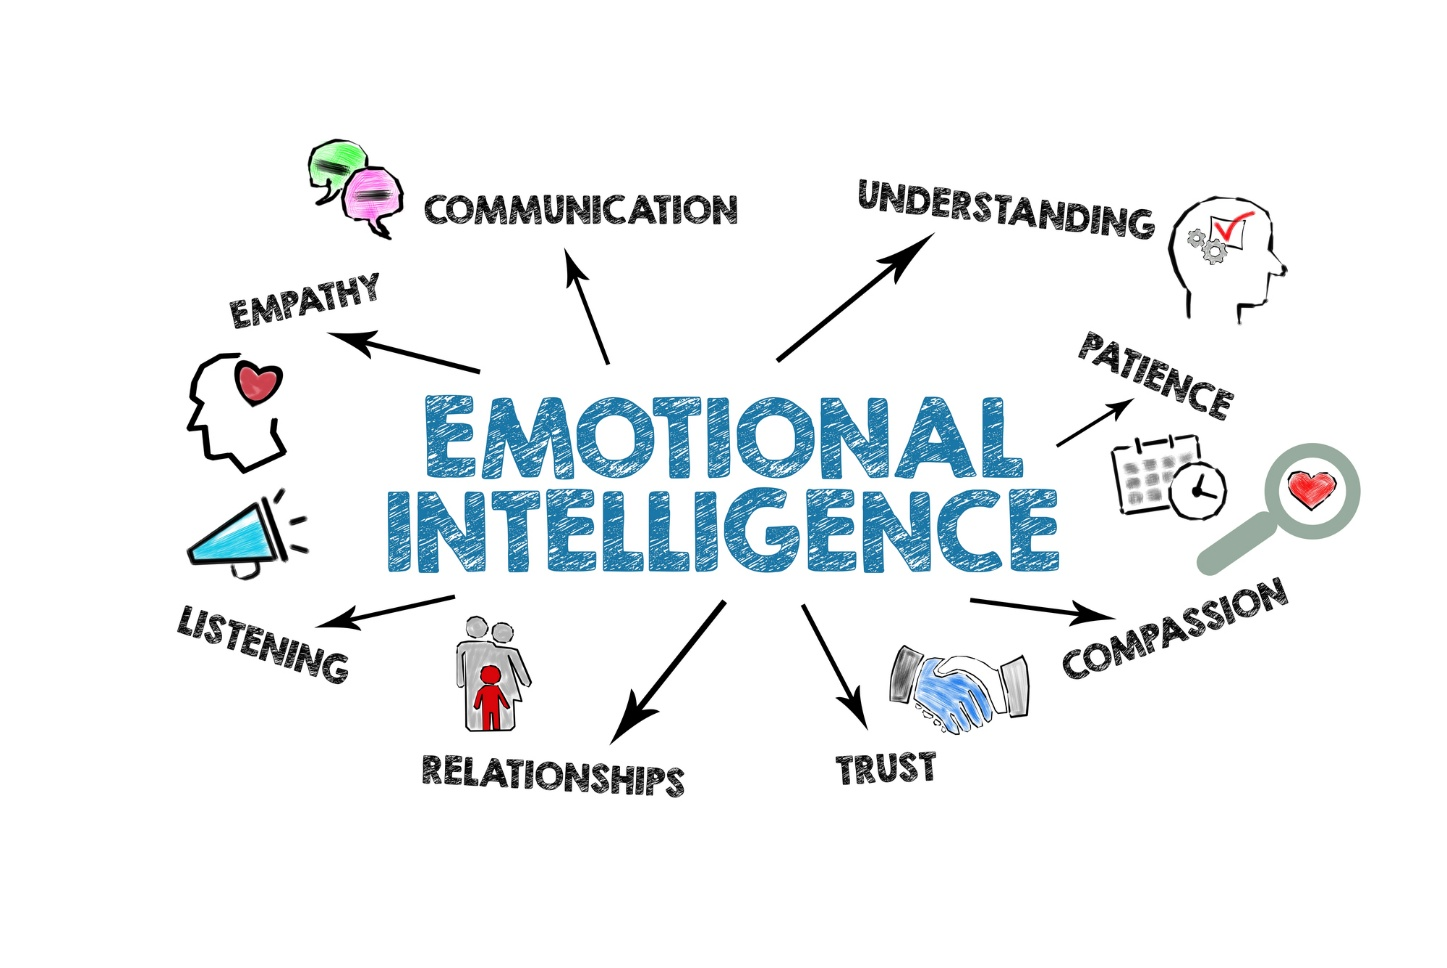 COMMUNICATION
UNDERSTANDING
EMPATHY
PATIENCE
EMOTIONAL
INTELLIGENCE
LISTENING
COMPASSION
RELATIONSHIPS
TRUST